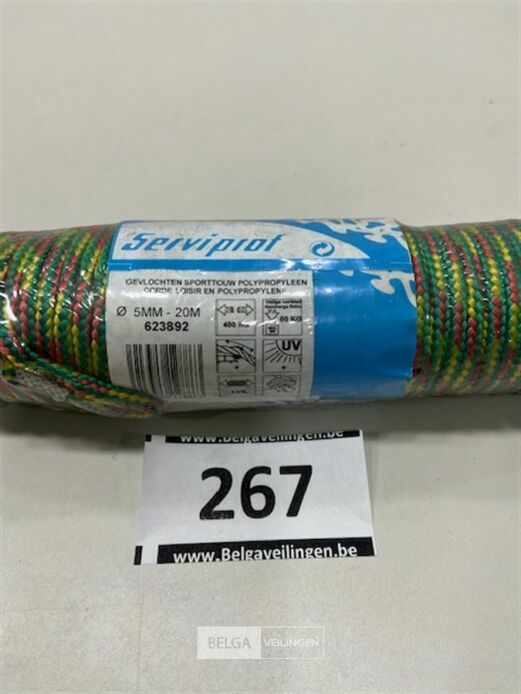 Serviprof
GEVLOCHTEN SPORTTOUW POLYPROPYLEEN
CORDE LOISIR EN POLYPROPYLENE
Ø 5MM - 20M
623892
400 Kg
60 KG
UV
www.Belgaveilingen.be
267
www.Belgaveilingen.be
BELGA VEILINGEN